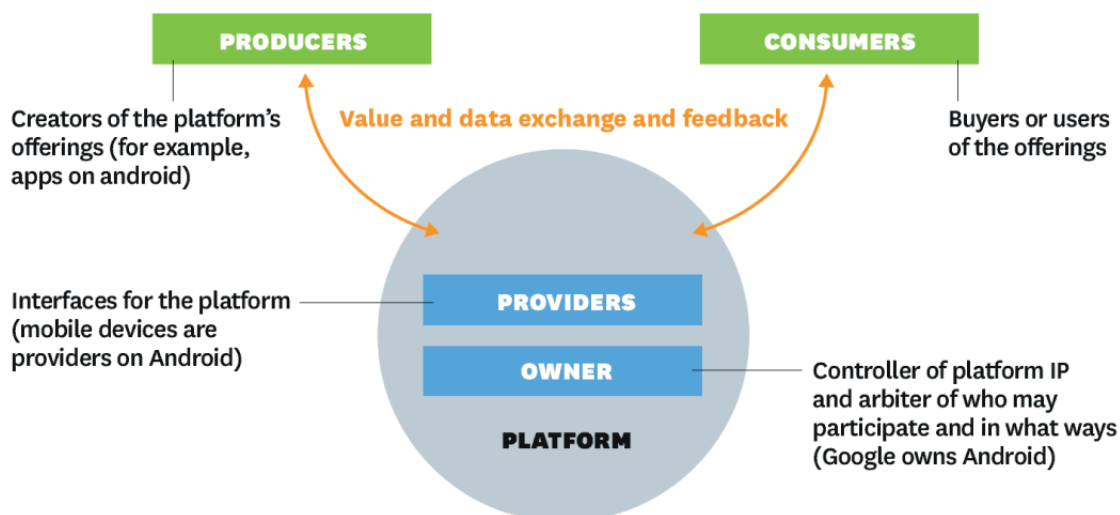 PRODUCERS
CONSUMERS
Creators of the platform's
offerings (for example,
apps on android)
Value and data exchange and feedback
Buyers or users
of the offerings
Interfaces for the platform
(mobile devices are
providers on Android)
PROVIDERS
OWNER
PLATFORM
Controller of platform IP
and arbiter of who may
participate and in what ways
(Google owns Android)